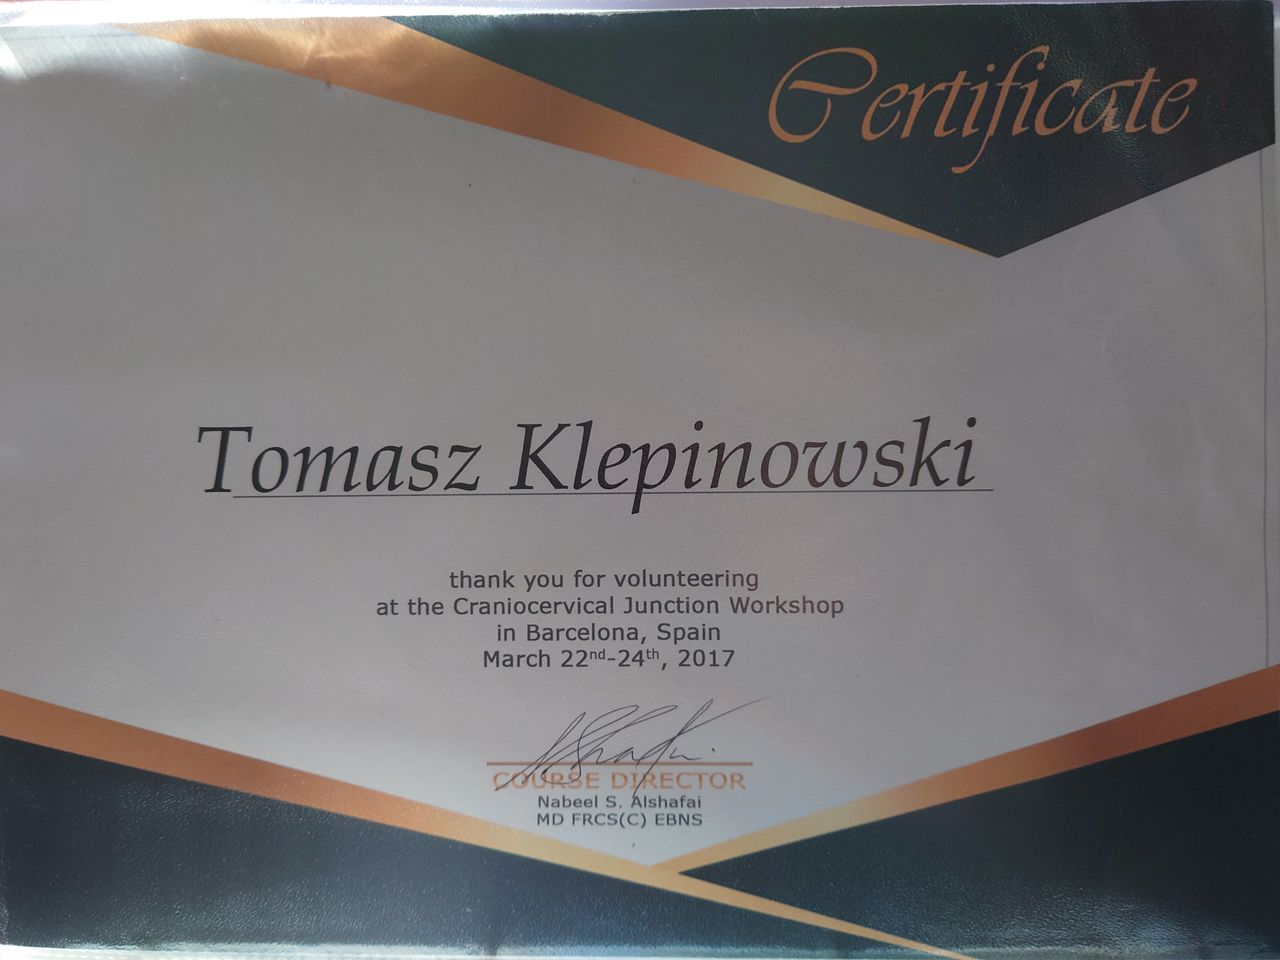 Certificate
Tomasz Klepinowski
thank you for volunteering
at the Craniocervical Junction Workshop
in Barcelona, Spain
March 22nd-24th, 2017
COURSE DIRECTOR
Nabeel S. Alshafai
MD FRCS(C) EBNS